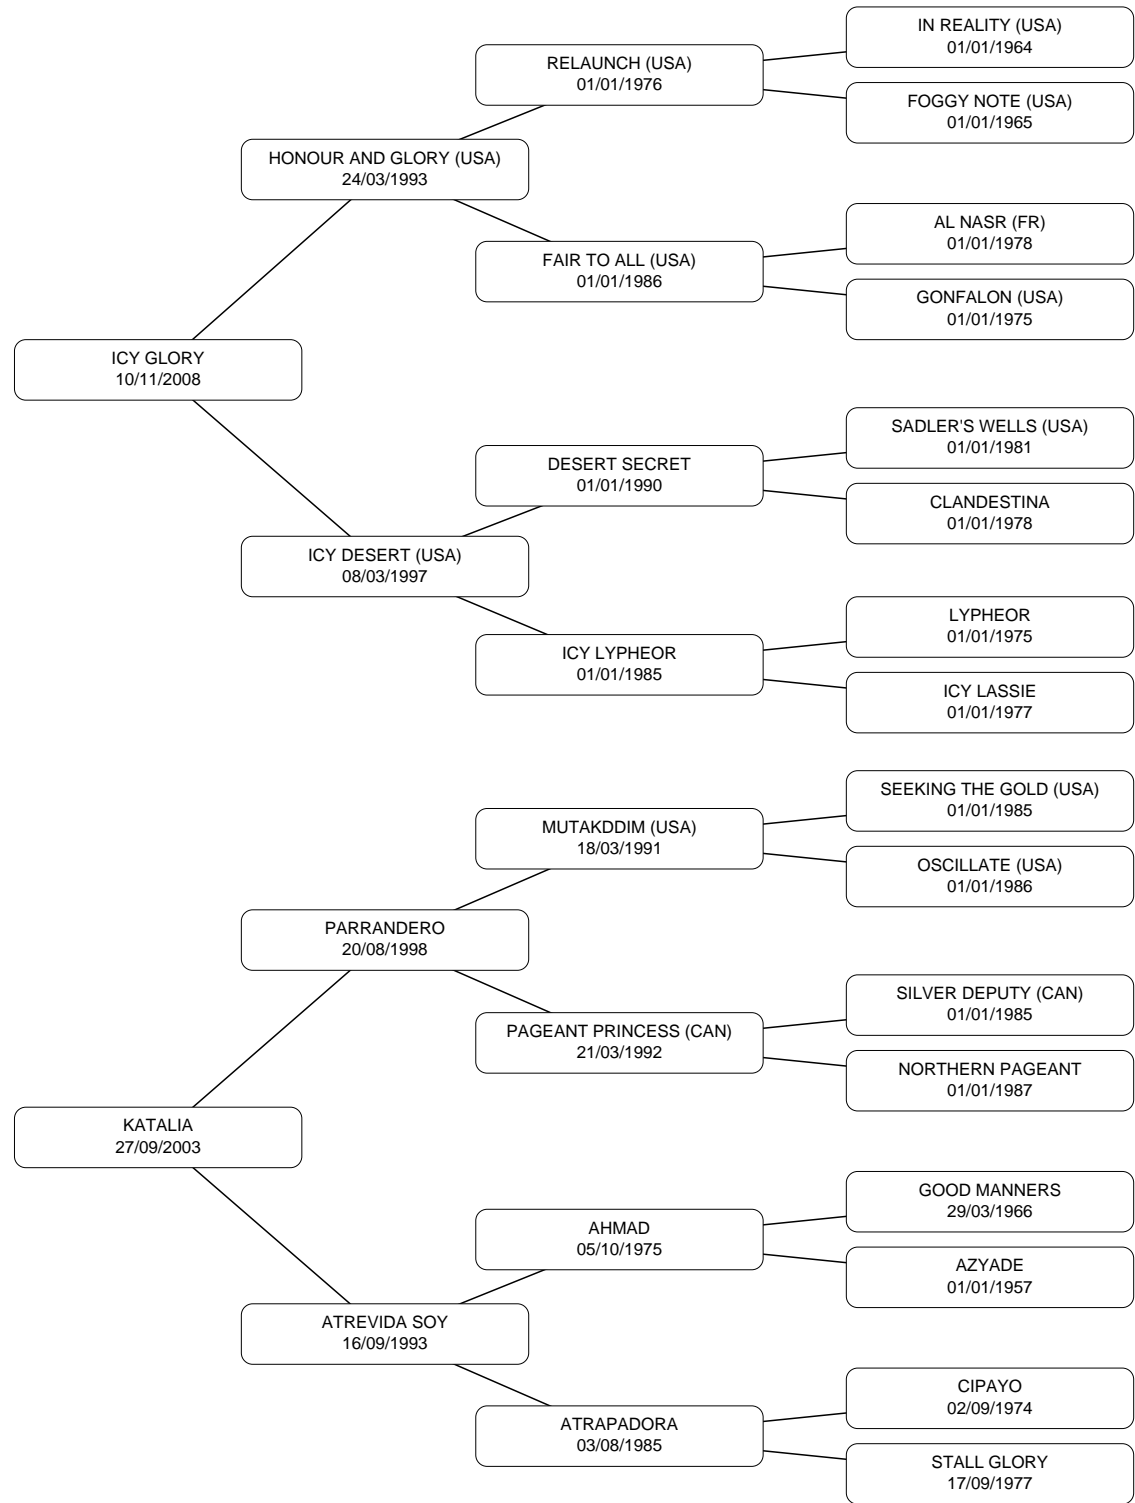 IN REALITY (USA)
01/01/1964
RELAUNCH (USA)
01/01/1976
FOGGY NOTE (USA)
01/01/1965
HONOUR AND GLORY (USA)
24/03/1993
AL NASR (FR)
01/01/1978
FAIR TO ALL (USA)
01/01/1986
GONFALON (USA)
01/01/1975
ICY GLORY
10/11/2008
SADLER'S WELLS (USA)
01/01/1981
DESERT SECRET
01/01/1990
CLANDESTINA
01/01/1978
ICY DESERT (USA)
08/03/1997
LYPHEOR
01/01/1975
ICY LYPHEOR
01/01/1985
ICY LASSIE
01/01/1977
SEEKING THE GOLD (USA)
01/01/1985
MUTAKDDIM (USA)
18/03/1991
OSCILLATE (USA)
01/01/1986
PARRANDERO
20/08/1998
SILVER DEPUTY (CAN)
01/01/1985
PAGEANT PRINCESS (CAN)
21/03/1992
NORTHERN PAGEANT
01/01/1987
KATALIA
27/09/2003
GOOD MANNERS
29/03/1966
AHMAD
05/10/1975
AZYADE
01/01/1957
ATREVIDA SOY
16/09/1993
CIPAYO
02/09/1974
ATRAPADORA
03/08/1985
STALL GLORY
17/09/1977